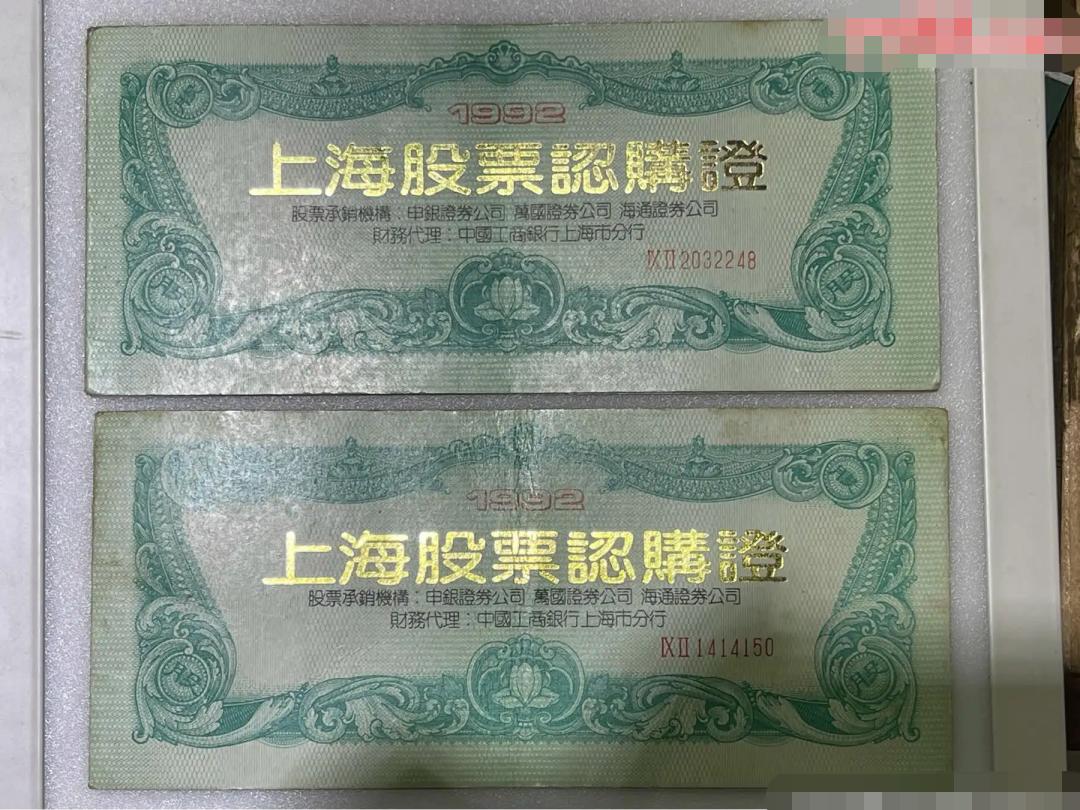 1992
上海股票認購證
股票承銷機構：申銀證券公司 萬國證券公司 海通證券公司
財務代理：中國工商銀行上海市分行
IXII2032248
股
1992
上海股票認購證
股票承銷機構：申銀證券公司 萬國證券公司 海通證券公司
財務代理：中國工商銀行上海市分行
IXII1414150
股